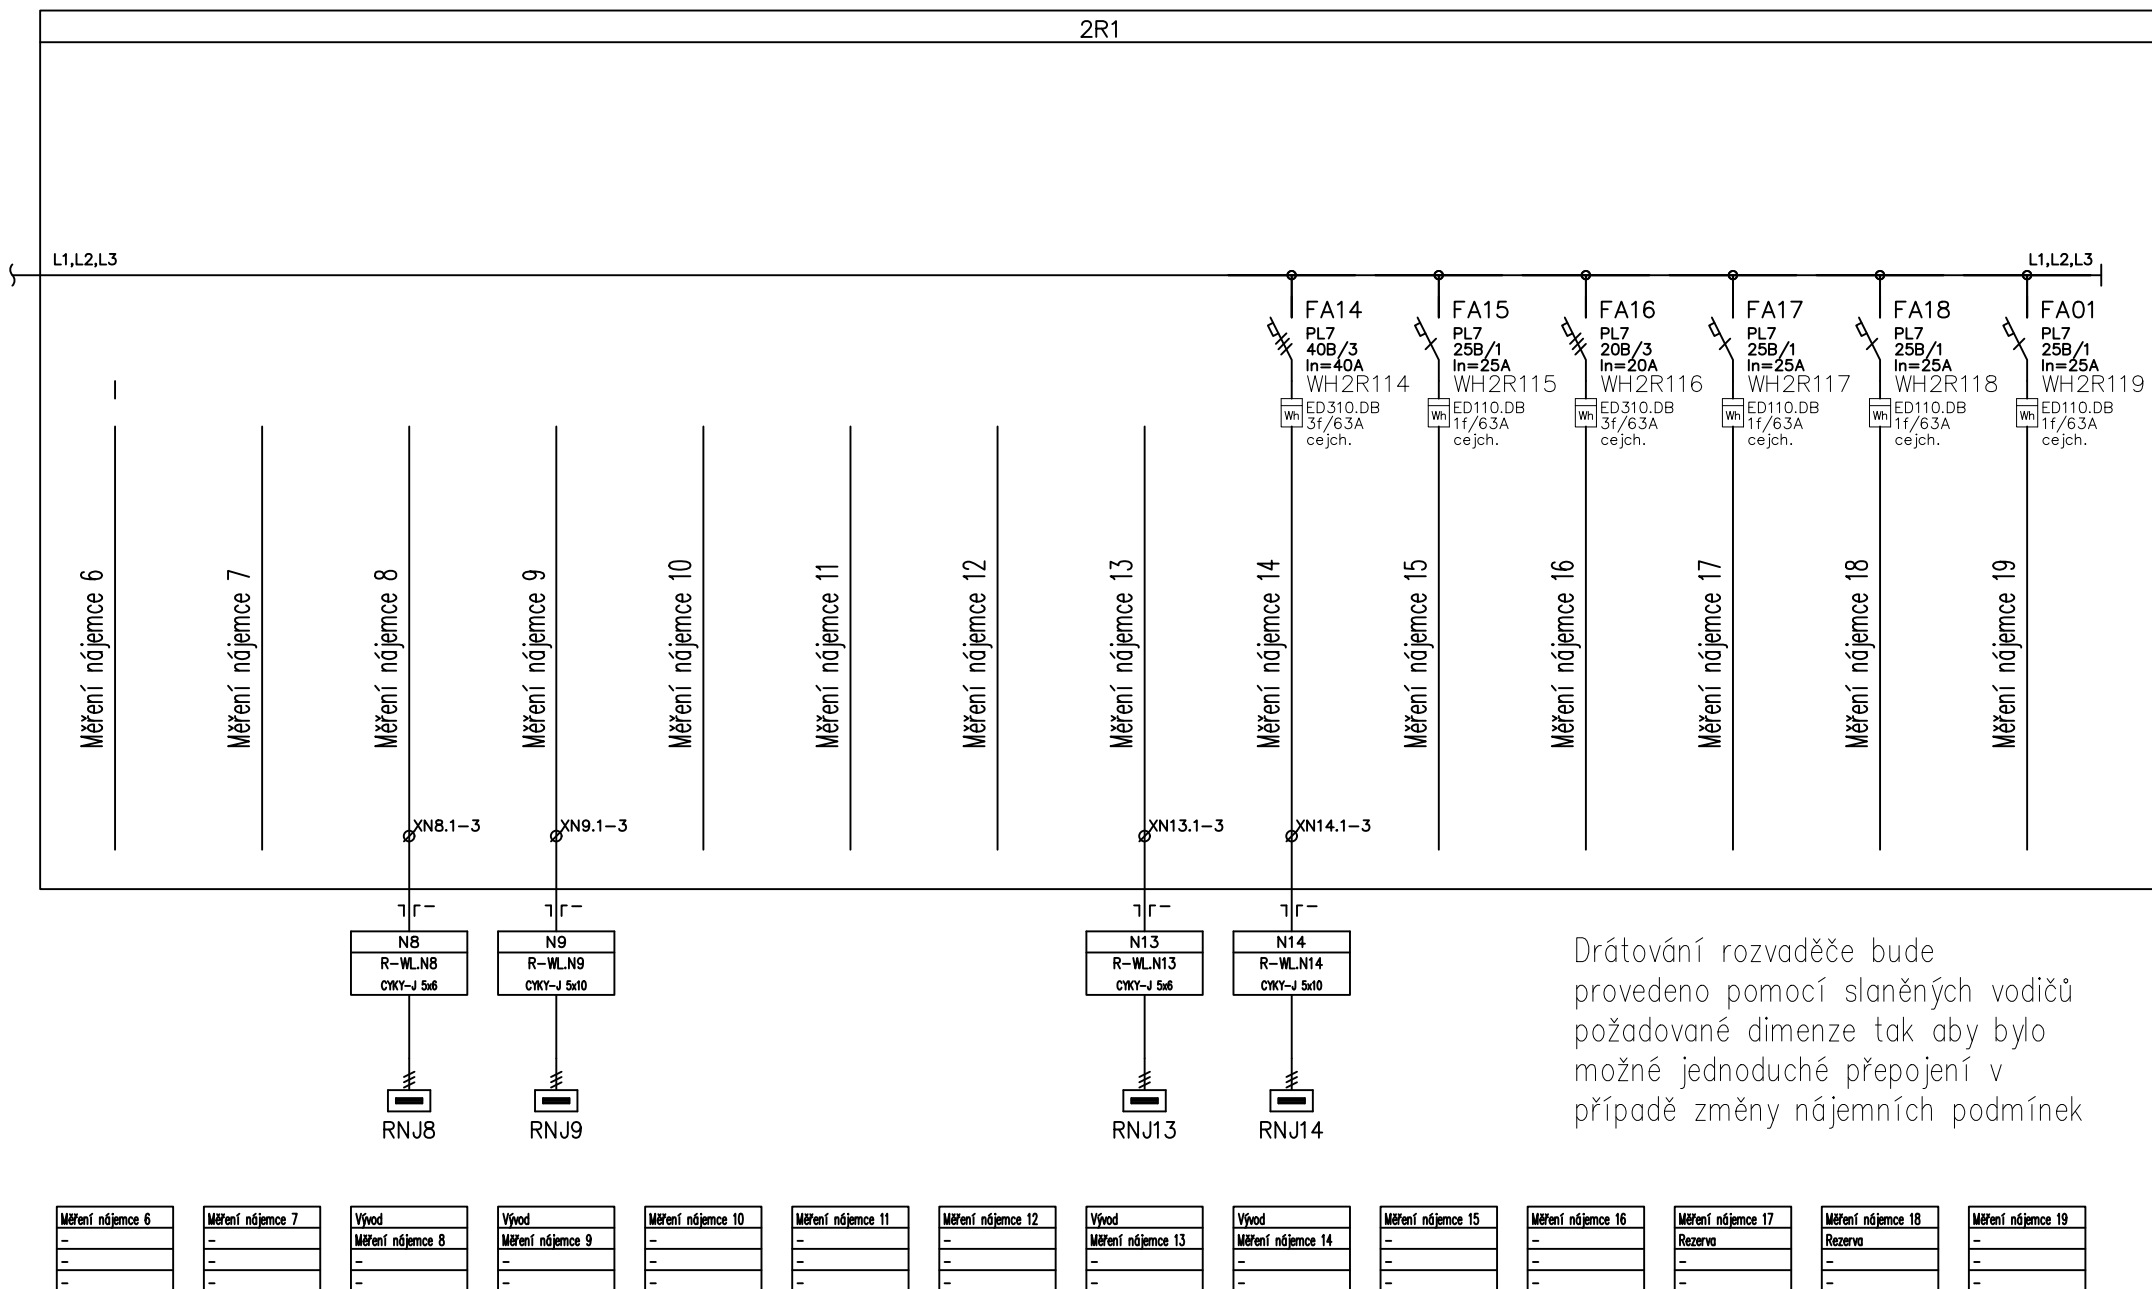 2R1
L1,L2,L3
L1,L2,L3
FA14
PL7
40B/3
In=40A
WH2R114
Wh
ED310.DB
3f/63A
cejch.
FA15
PL7
25B/1
In=25A
WH2R115
Wh
ED110.DB
1f/63A
cejch.
FA16
PL7
20B/3
In=20A
WH2R116
Wh
ED310.DB
3f/63A
cejch.
FA17
PL7
25B/1
In=25A
WH2R117
Wh
ED110.DB
1f/63A
cejch.
FA18
PL7
25B/1
In=25A
WH2R118
Wh
ED110.DB
1f/63A
cejch.
FA01
PL7
25B/1
In=25A
WH2R119
Wh
ED110.DB
1f/63A
cejch.
Měření nájemce 6
Měření nájemce 7
Měření nájemce 8
Měření nájemce 9
Měření nájemce 10
Měření nájemce 11
Měření nájemce 12
Měření nájemce 13
Měření nájemce 14
Měření nájemce 15
Měření nájemce 16
Měření nájemce 17
Měření nájemce 18
Měření nájemce 19
XN8.1-3
XN9.1-3
XN13.1-3
XN14.1-3
N8
R-WL.N8
CYKY-J 5x6
RNJ8
N9
R-WL.N9
CYKY-J 5x10
RNJ9
N13
R-WL.N13
CYKY-J 5x6
RNJ13
N14
R-WL.N14
CYKY-J 5x10
RNJ14
Drátování rozvaděče bude
provedeno pomocí slaněných vodičů
požadované dimenze tak aby bylo
možné jednoduché přepojení v
případě změny nájemních podmínek
Měření nájemce 6
-
-
-
Měření nájemce 7
-
-
-
Vývod
Měření nájemce 8
-
-
Vývod
Měření nájemce 9
-
-
Měření nájemce 10
-
-
-
Měření nájemce 11
-
-
-
Měření nájemce 12
-
-
-
Vývod
Měření nájemce 13
-
-
Vývod
Měření nájemce 14
-
-
Měření nájemce 15
-
-
-
Měření nájemce 16
-
-
-
Měření nájemce 17
Rezerva
-
-
Měření nájemce 18
Rezerva
-
-
Měření nájemce 19
-
-
-